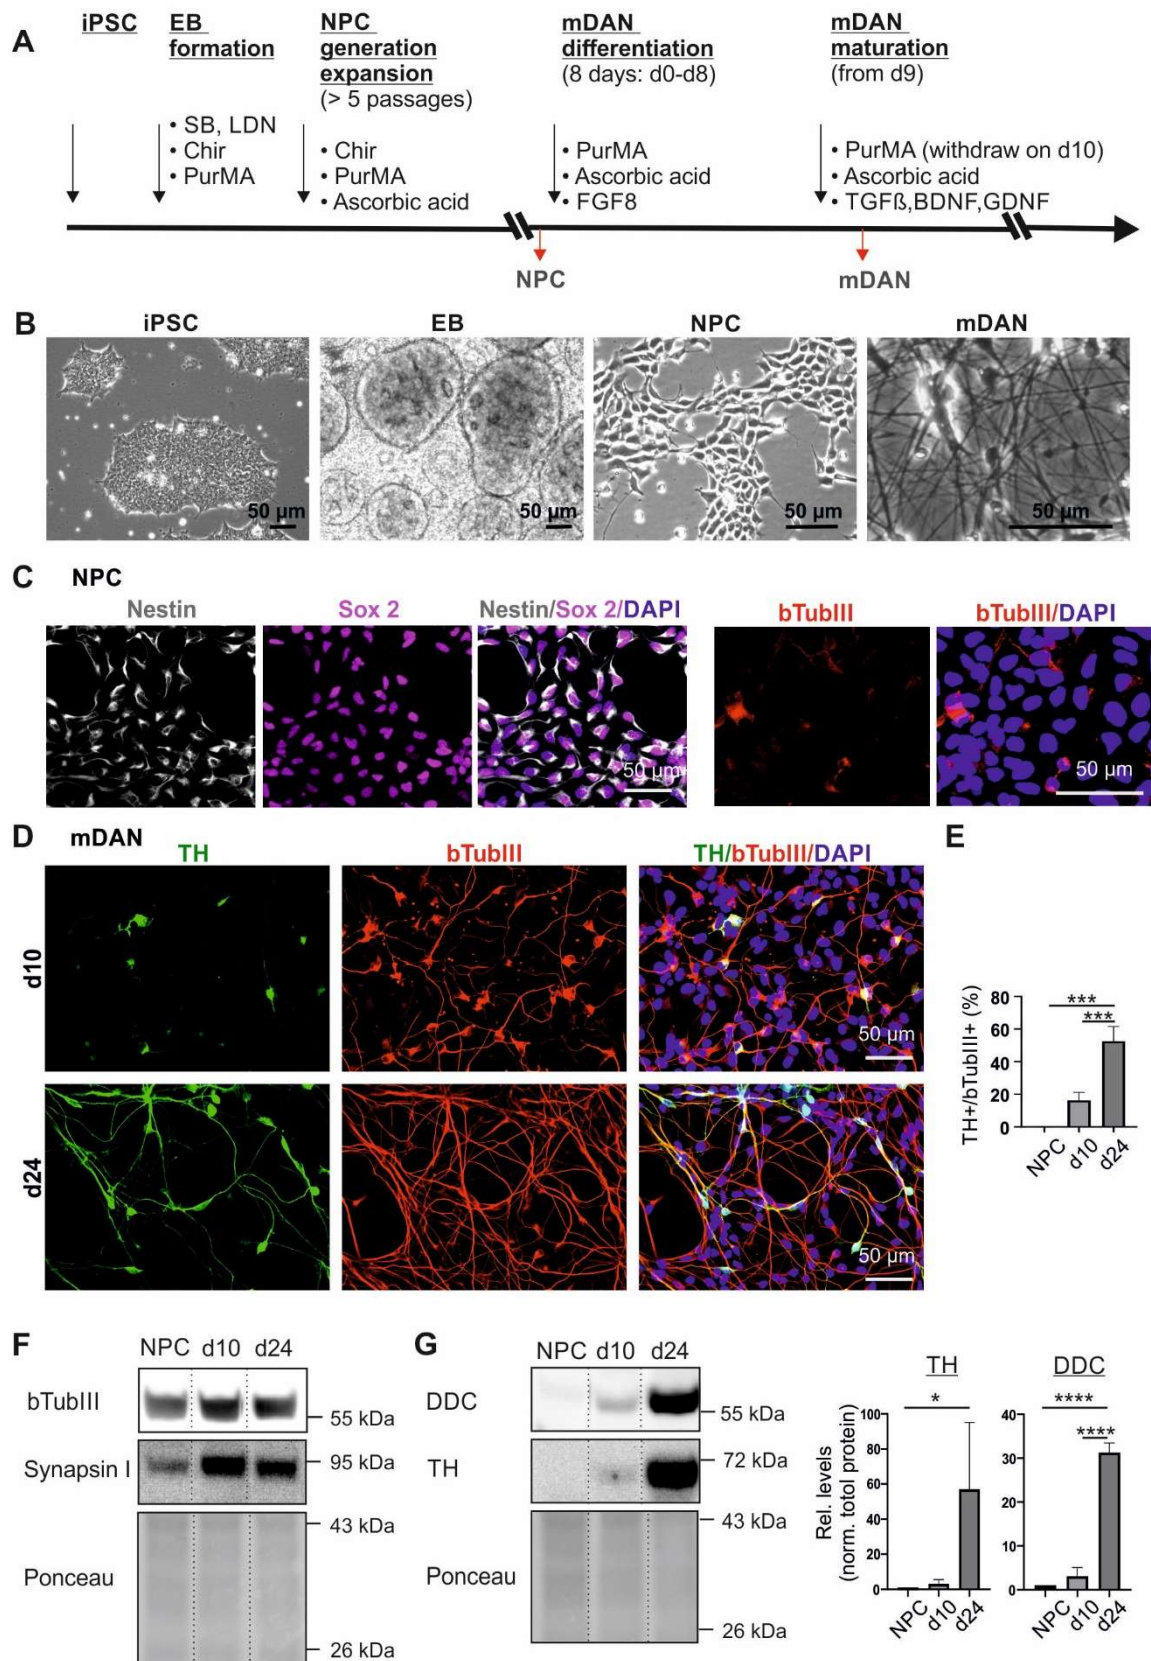 A
iPSC
EB formation
NPC generation expansion (> 5 passages)
mDAN differentiation (8 days: d0-d8)
mDAN maturation (from d9)
• SB, LDN
• Chir
• PurMA
• Chir
• PurMA
• Ascorbic acid
• PurMA
• Ascorbic acid
• FGF8
• PurMA (withdraw on d10)
• Ascorbic acid
• TGFß,BDNF,GDNF
NPC
mDAN
B
iPSC
EB
NPC
mDAN
50 µm
50 µm
50 µm
50 µm
C
NPC
Nestin
Sox 2
Nestin/Sox 2/DAPI
bTubIII
bTubIII/DAPI
50 µm
50 µm
D
mDAN
TH
bTubIII
TH/bTubIII/DAPI
d10
50 µm
d24
50 µm
E
TH+/bTubIII+ (%)
80
60
40
20
0
***
***
NPC
d10
d24
F
NPC d10 d24
bTubIII
55 kDa
Synapsin I
95 kDa
43 kDa
Ponceau
26 kDa
G
NPC d10 d24
DDC
55 kDa
TH
72 kDa
43 kDa
Ponceau
26 kDa
Rel. levels
(norm. totol protein)
TH
*
100
80
60
40
20
0
NPC
d10
d24
DDC
****
****
40
30
20
10
0
NPC
d10
d24